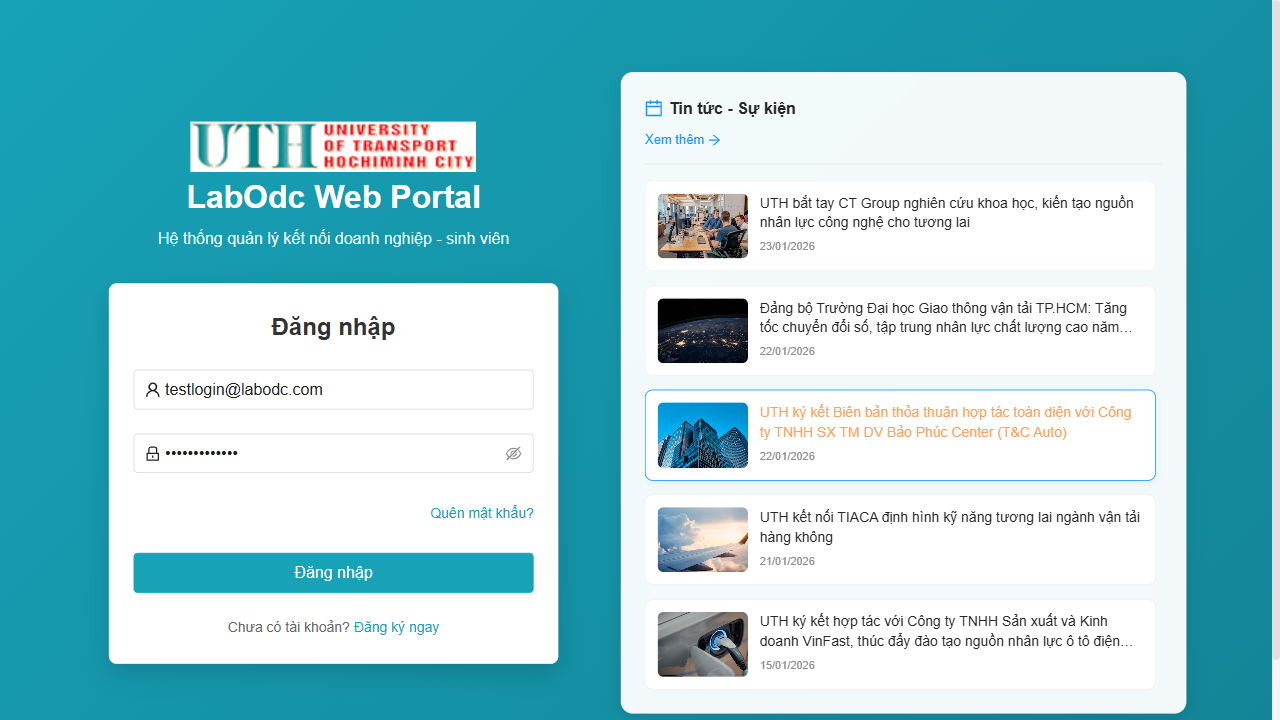 UTH UNIVERSITY
OF TRANSPORT
HOCHIMINH CITY
LabOdc Web Portal
Hệ thống quản lý kết nối doanh nghiệp - sinh viên
Đăng nhập
testlogin@labodc.com
•••••••••••••
Quên mật khẩu?
Đăng nhập
Chưa có tài khoản? Đăng ký ngay
Tin tức - Sự kiện
Xem thêm →
UTH bắt tay CT Group nghiên cứu khoa học, kiến tạo nguồn
nhân lực công nghệ cho tương lai
23/01/2026
Đảng bộ Trường Đại học Giao thông vận tải TP.HCM: Tăng
tốc chuyển đổi số, tập trung nhân lực chất lượng cao năm…
22/01/2026
UTH ký kết Biên bản thỏa thuận hợp tác toàn diện với Công
ty TNHH SX TM DV Bảo Phúc Center (T&C Auto)
22/01/2026
UTH kết nối TIACA định hình kỹ năng tương lai ngành vận tải
hàng không
21/01/2026
UTH ký kết hợp tác với Công ty TNHH Sản xuất và Kinh
doanh VinFast, thúc đẩy đào tạo nguồn nhân lực ô tô điện…
15/01/2026